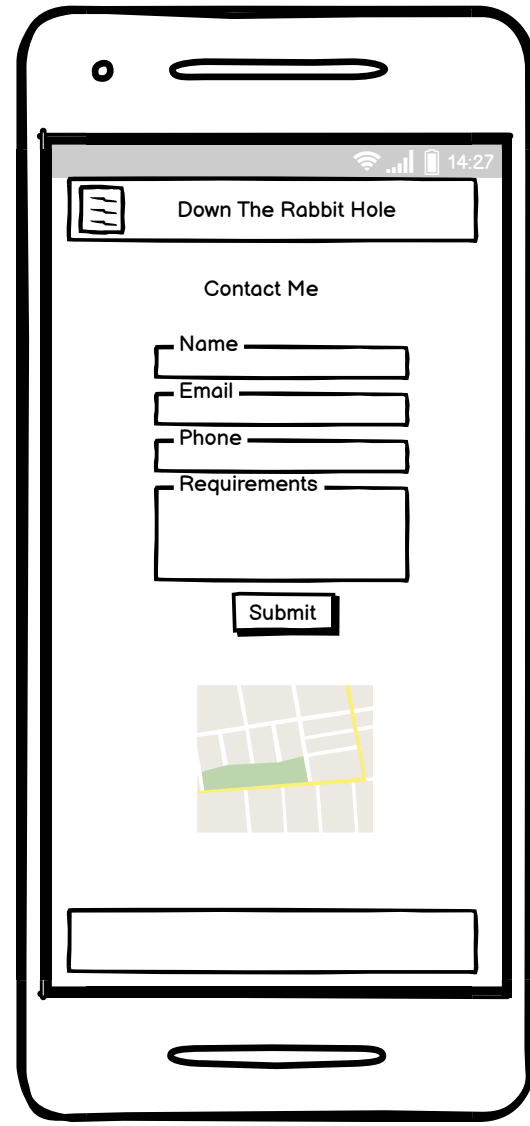 14:27
Down The Rabbit Hole
Contact Me
Name
Email
Phone
Requirements
Submit